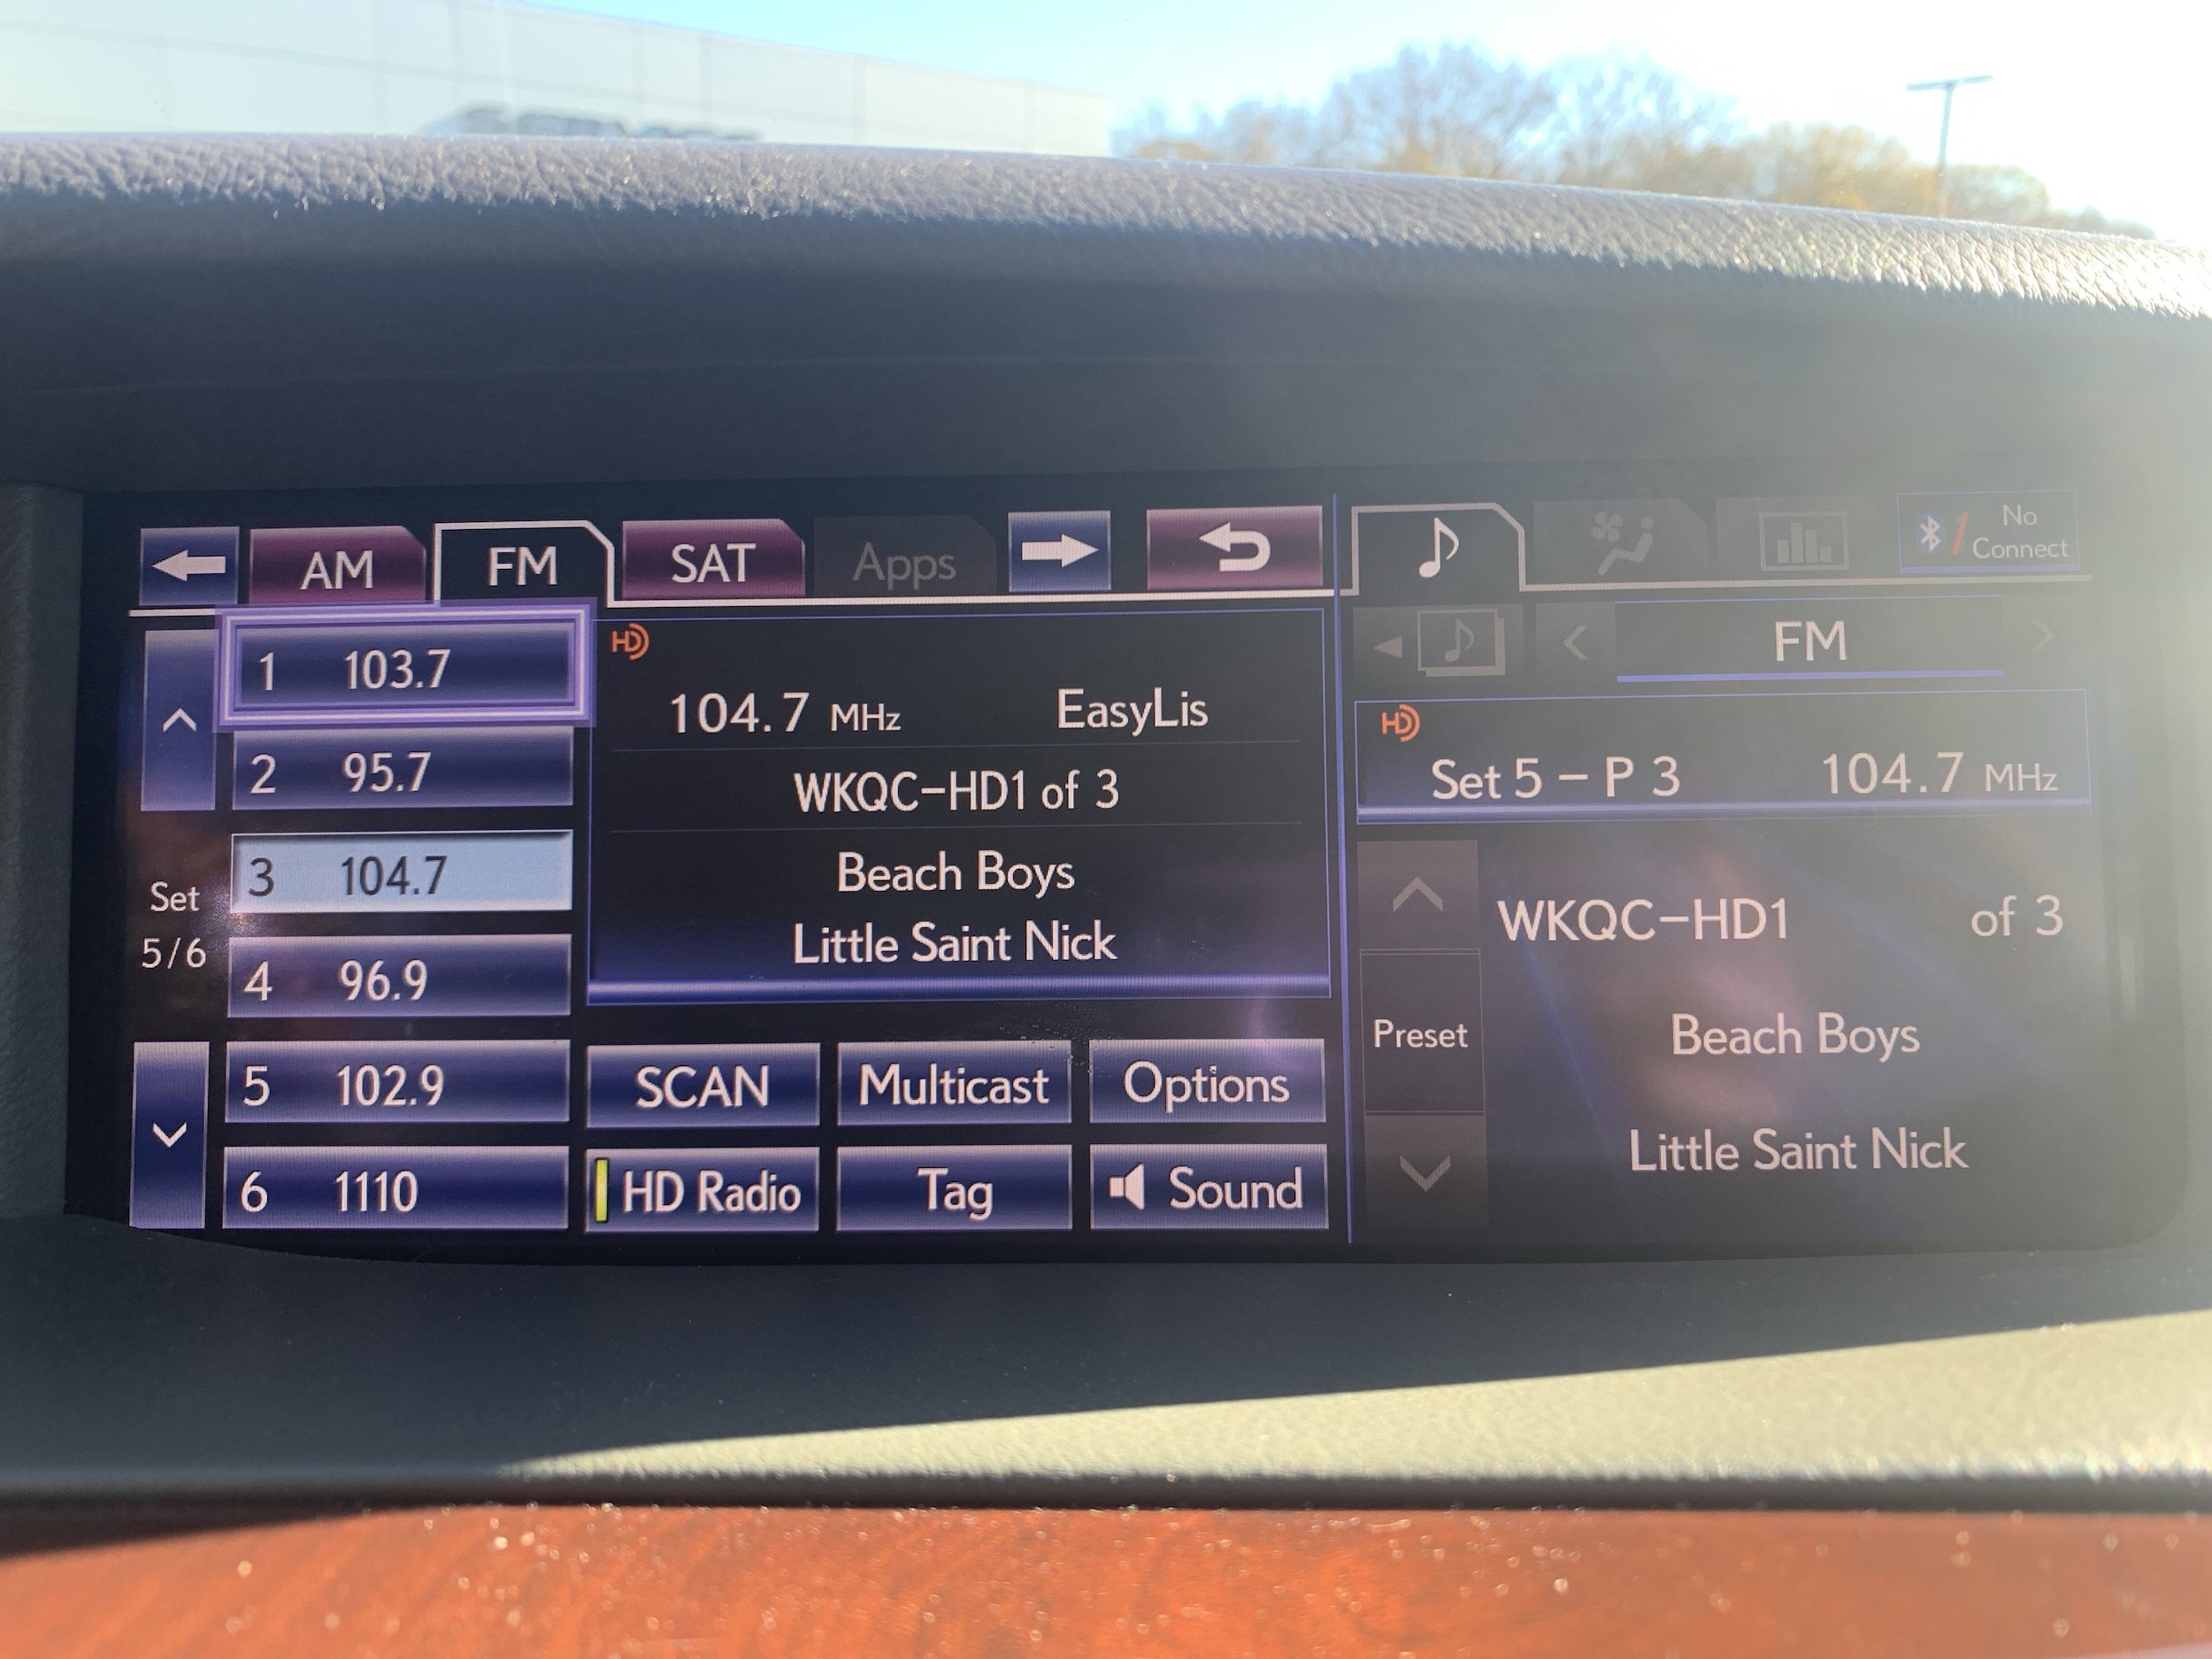 AM FM SAT Apps
No
Connect
1 103.7
2 95.7
3 104.7
4 96.9
5 102.9
6 1110
Set
5/6
HD
104.7 MHz EasyLis
WKQC-HD1 of 3
Beach Boys
Little Saint Nick
SCAN Multicast Options
HD Radio Tag Sound
FM
HD
Set 5 - P 3 104.7 MHz
WKQC-HD1 of 3
Preset
Beach Boys
Little Saint Nick